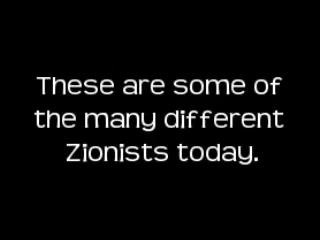 These are some of
the many different
Zionists today.